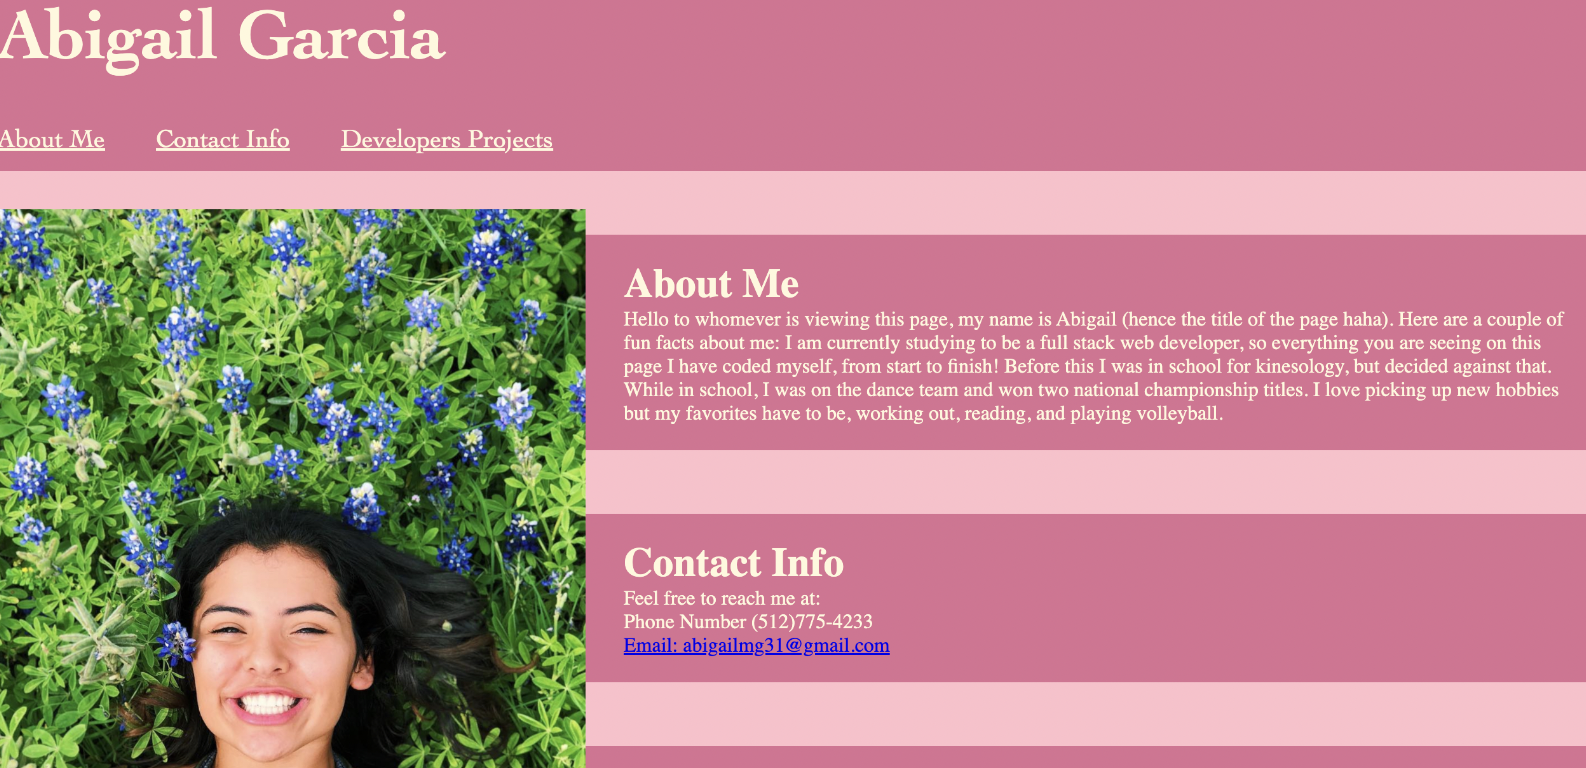 Abigail Garcia
About Me Contact Info Developers Projects
About Me
Hello to whomever is viewing this page, my name is Abigail (hence the title of the page haha). Here are a couple of
fun facts about me: I am currently studying to be a full stack web developer, so everything you are seeing on this
page I have coded myself, from start to finish! Before this I was in school for kinesology, but decided against that.
While in school, I was on the dance team and won two national championship titles. I love picking up new hobbies
but my favorites have to be, working out, reading, and playing volleyball.
Contact Info
Feel free to reach me at:
Phone Number (512)775-4233
Email: abigailmg31@gmail.com